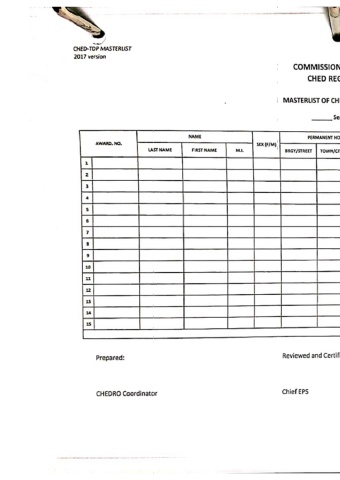 CHED-TDP MASTERLIST
2017 version
COMMISSION
CHED REG
MASTERLIST OF CH
______ Se
AWARD. NO. NAME SEX (F/M) PERMANENT HO
LAST NAME FIRST NAME M.I. BRGY/STREET TOWN/CI
1
2
3
4
5
6
7
8
9
10
11
12
13
14
15
Prepared: Reviewed and Certifi
CHEDRO Coordinator Chief EPS